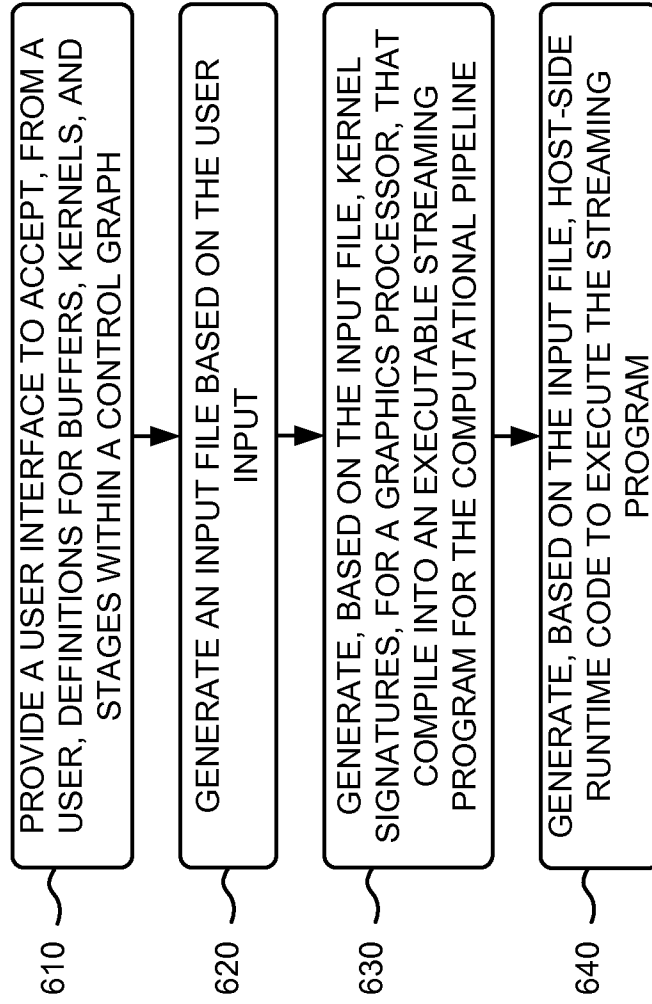 610
PROVIDE A USER INTERFACE TO ACCEPT, FROM A
USER, DEFINITIONS FOR BUFFERS, KERNELS, AND
STAGES WITHIN A CONTROL GRAPH
620
GENERATE AN INPUT FILE BASED ON THE USER
INPUT
630
GENERATE, BASED ON THE INPUT FILE, KERNEL
SIGNATURES, FOR A GRAPHICS PROCESSOR, THAT
COMPILE INTO AN EXECUTABLE STREAMING
PROGRAM FOR THE COMPUTATIONAL PIPELINE
640
GENERATE, BASED ON THE INPUT FILE, HOST-SIDE
RUNTIME CODE TO EXECUTE THE STREAMING
PROGRAM